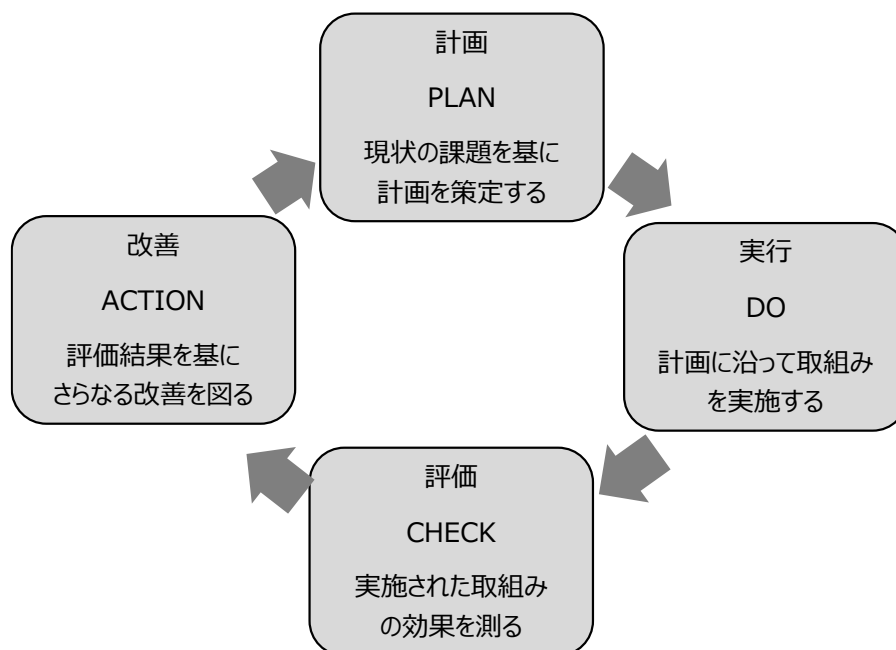 計画
PLAN
現状の課題を基に
計画を策定する
実行
DO
計画に沿って取組み
を実施する
評価
CHECK
実施された取組み
の効果を測る
改善
ACTION
評価結果を基に
さらなる改善を図る